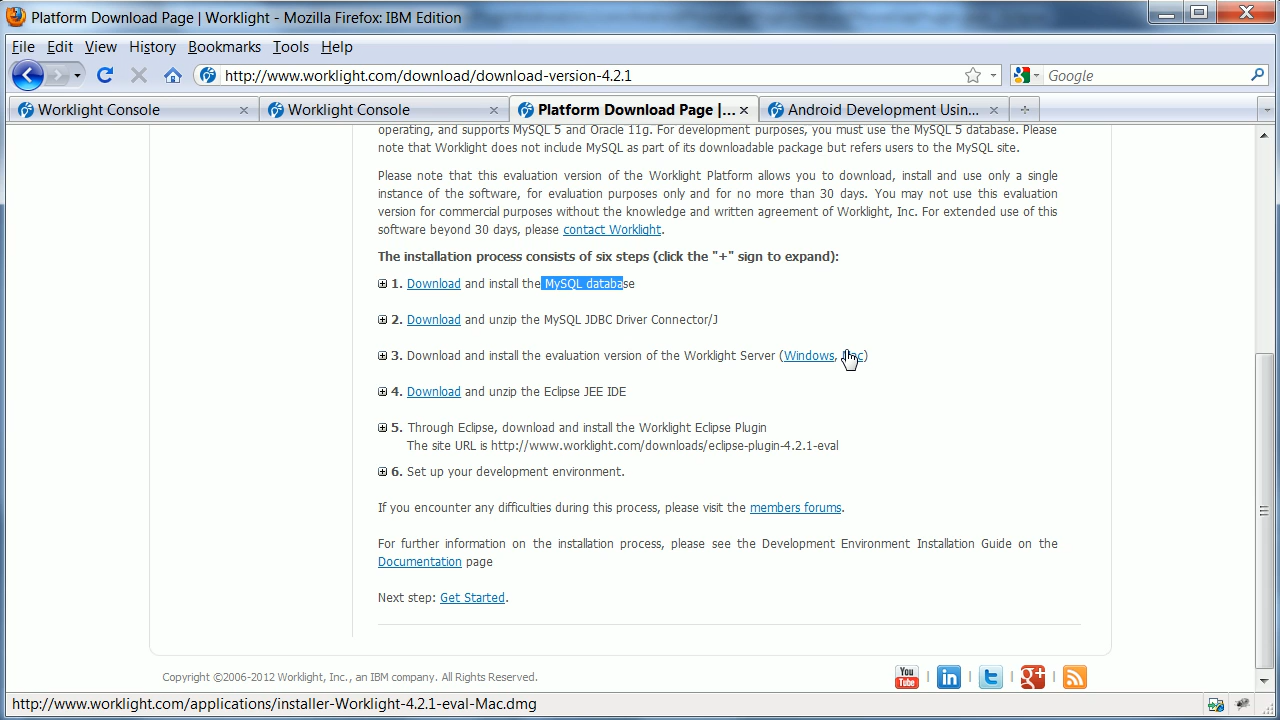 Platform Download Page | Worklight - Mozilla Firefox: IBM Edition
File Edit View History Bookmarks Tools Help
http://www.worklight.com/download/download-version-4.2.1
Google
Worklight Console
Worklight Console
Platform Download Page |...
Android Development Usin...
operating, and supports MySQL 5 and Oracle 11g. For development purposes, you must use the MySQL 5 database. Please
note that Worklight does not include MySQL as part of its downloadable package but refers users to the MySQL site.
Please note that this evaluation version of the Worklight Platform allows you to download, install and use only a single
instance of the software, for evaluation purposes only and for no more than 30 days. You may not use this evaluation
version for commercial purposes without the knowledge and written agreement of Worklight, Inc. For extended use of this
software beyond 30 days, please contact Worklight.
The installation process consists of six steps (click the "+" sign to expand):
1. Download and install the MySQL database
2. Download and unzip the MySQL JDBC Driver Connector/J
3. Download and install the evaluation version of the Worklight Server (Windows, )
4. Download and unzip the Eclipse JEE IDE
5. Through Eclipse, download and install the Worklight Eclipse Plugin
The site URL is http://www.worklight.com/downloads/eclipse-plugin-4.2.1-eval
6. Set up your development environment.
If you encounter any difficulties during this process, please visit the members forums.
For further information on the installation process, please see the Development Environment Installation Guide on the
Documentation page
Next step: Get Started.
Copyright ©2006-2012 Worklight, Inc., an IBM company. All Rights Reserved.
You Tube
in
http://www.worklight.com/applications/installer-Worklight-4.2.1-eval-Mac.dmg